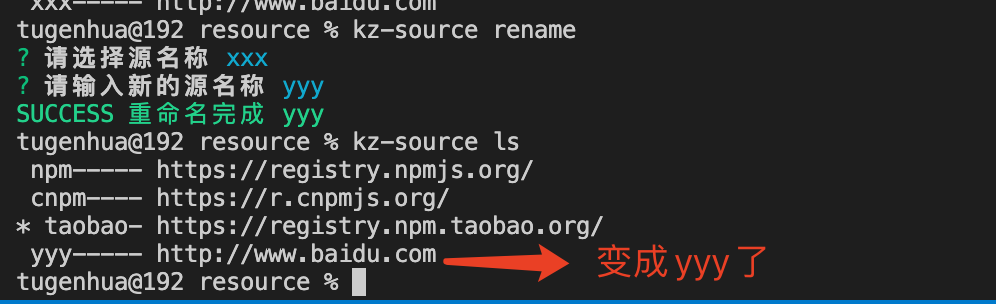 xxx----- http://www.baidu.com
tugenhua@192 resource % kz-source rename
? 请选择源名称 xxx
? 请输入新的源名称 yyy
SUCCESS 重命名完成 yyy
tugenhua@192 resource % kz-source ls
npm----- https://registry.npmjs.org/
cnpm---- https://r.cnpmjs.org/
* taobao- https://registry.npm.taobao.org/
yyy----- http://www.baidu.com 变成yyy了
tugenhua@192 resource %